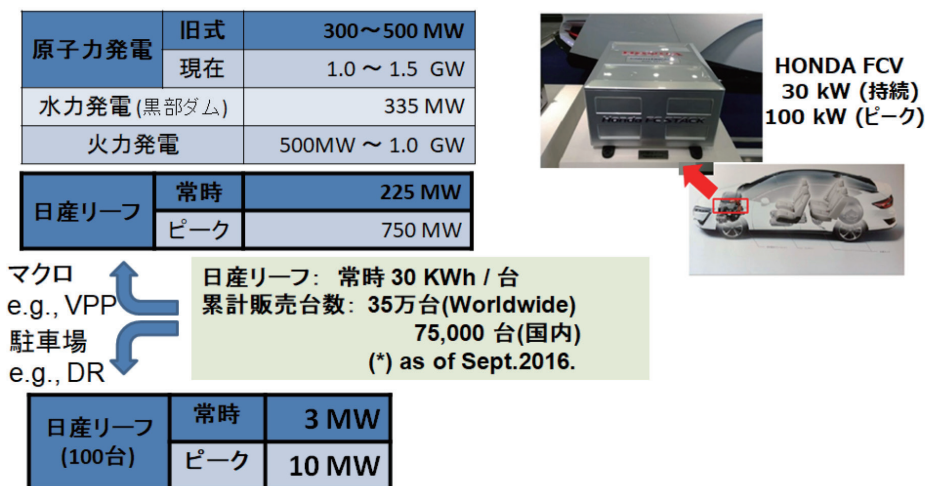 原子力発電
旧式 300～500 MW
現在 1.0 ～ 1.5 GW
水力発電(黒部ダム) 335 MW
火力発電 500MW ～ 1.0 GW
日産リーフ
常時 225 MW
ピーク 750 MW
HONDA FCV
30 kW (持続)
100 kW (ピーク)
Honda FC STACK
マクロ
e.g., VPP
駐車場
e.g., DR
日産リーフ: 常時 30 KWh / 台
累計販売台数: 35万台(Worldwide)
75,000 台(国内)
(*) as of Sept.2016.
日産リーフ
(100台)
常時 3 MW
ピーク 10 MW